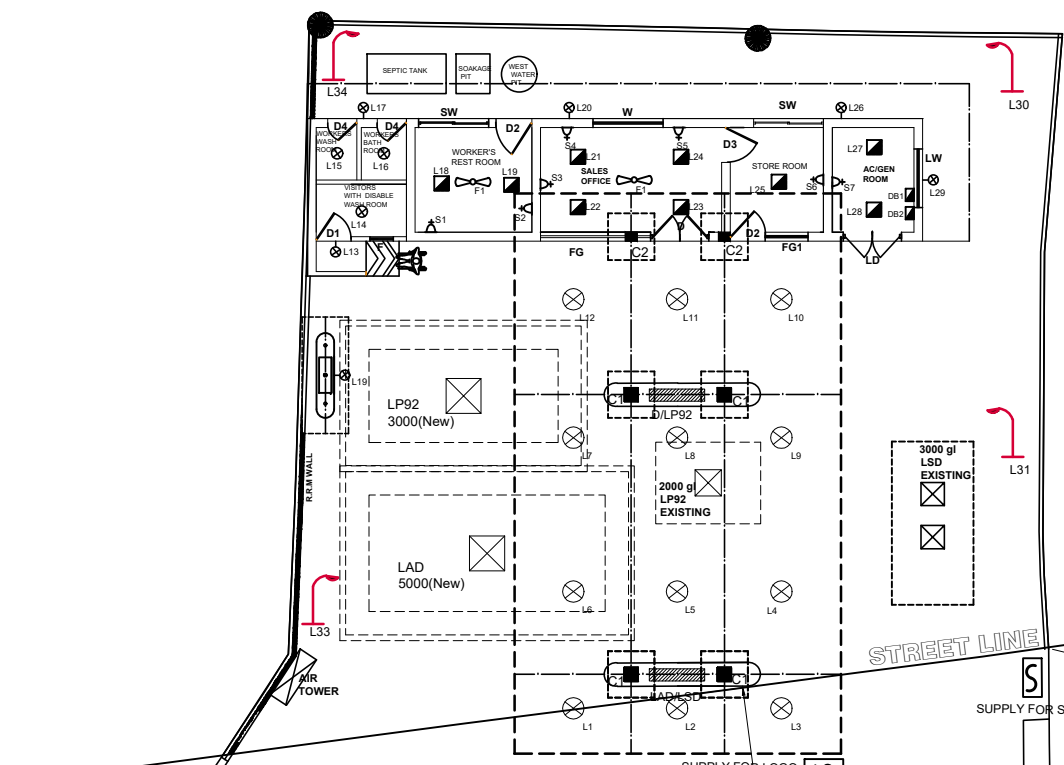 SEPTIC TANK
SOAKAGE
PIT
WEST
WATER
PIT
L34
L30
L17
SW
L20
W
SW
L26
D4
D4
D2
WORKER'S
REST ROOM
S4
S5
D3
L27
WASH
ROOM
BATH
ROOM
L15
L16
L21
L24
SALES
OFFICE
STORE ROOM
AC/GEN
ROOM
LW
L18
L19
F1
S3
F1
L25
S6
S7
L29
VISITORS
WITH DISABLE
WASH ROOM
DB1
DB2
L14
S1
S2
L22
L23
L28
D1
F
D
D2
L13
FG
C2
C2
FG1
LD
L12
L11
L10
L19
LP92
3000(New)
C1
C1
D/LP92
L31
L7
L8
L9
R.R.M WALL
2000 gl
LP92
EXISTING
3000 gl
LSD
EXISTING
LAD
5000(New)
L6
L5
L4
L33
STREET LINE
AIR
TOWER
C1
C1
LAD/LSD
S
SUPPLY FOR S
L1
L2
L3